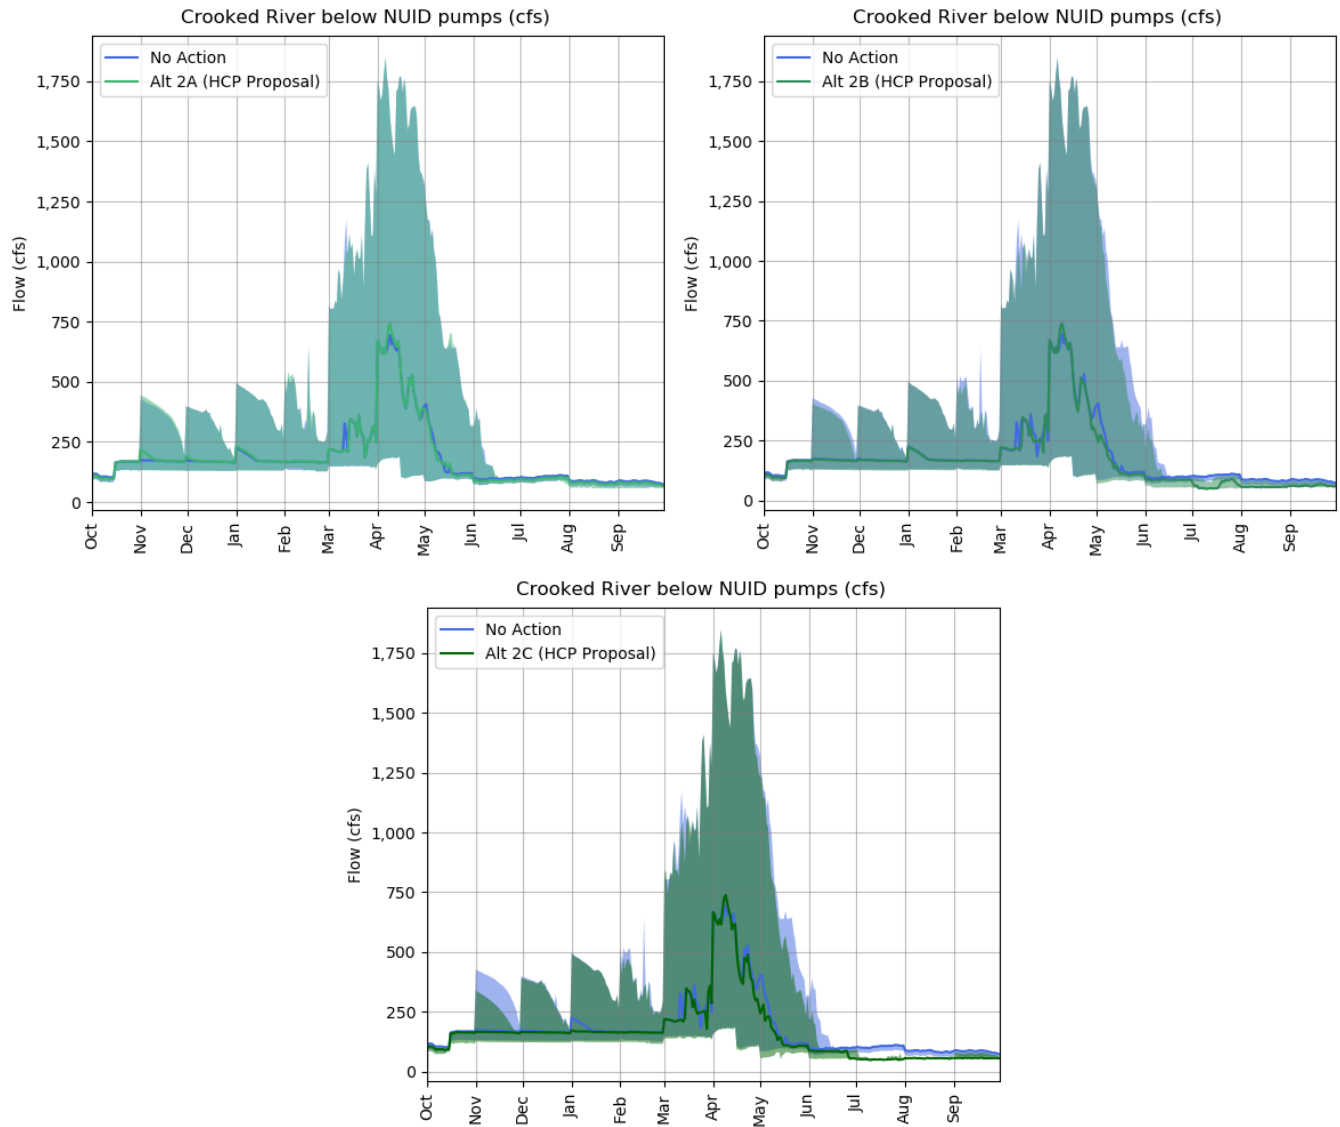 Crooked River below NUID pumps (cfs)
No Action
Alt 2A (HCP Proposal)
Flow (cfs)
1,750
1,500
1,250
1,000
750
500
250
0
Oct Nov Dec Jan Feb Mar Apr May Jun Jul Aug Sep
Crooked River below NUID pumps (cfs)
No Action
Alt 2B (HCP Proposal)
Flow (cfs)
1,750
1,500
1,250
1,000
750
500
250
0
Oct Nov Dec Jan Feb Mar Apr May Jun Jul Aug Sep
Crooked River below NUID pumps (cfs)
No Action
Alt 2C (HCP Proposal)
Flow (cfs)
1,750
1,500
1,250
1,000
750
500
250
0
Oct Nov Dec Jan Feb Mar Apr May Jun Jul Aug Sep